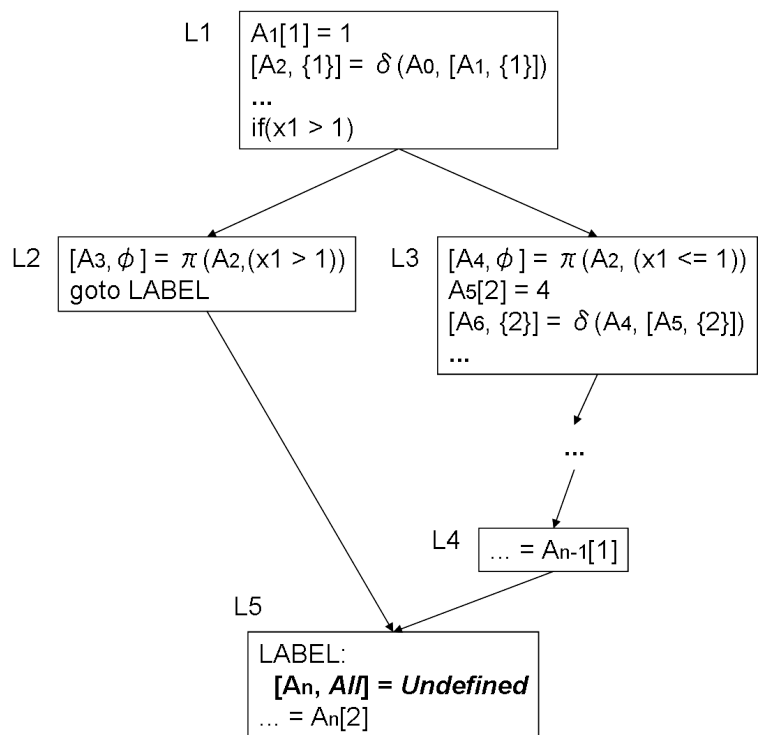 L1
A1[1] = 1
[A2, {1}] = δ(A0, [A1, {1}])
...
if(x1 > 1)
L2
[A3, ϕ] = π(A2,(x1 > 1))
goto LABEL
L3
[A4, ϕ] = π(A2, (x1 <= 1))
A5[2] = 4
[A6, {2}] = δ(A4, [A5, {2}])
...
...
L4
... = An-1[1]
L5
LABEL:
[An, All] = Undefined
... = An[2]